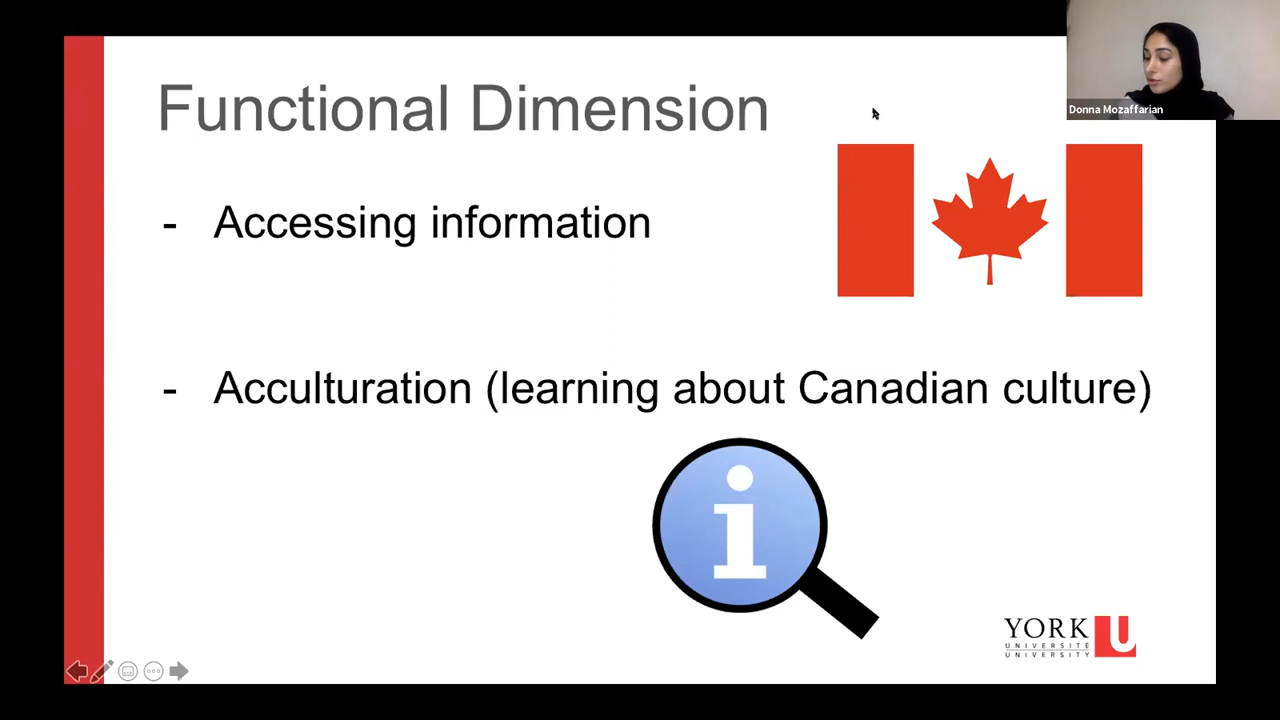 Functional Dimension
Donna Mozaffarian
- Accessing information
- Acculturation (learning about Canadian culture)
i
YORK U
UNIVERSITÉ
UNIVERSITY